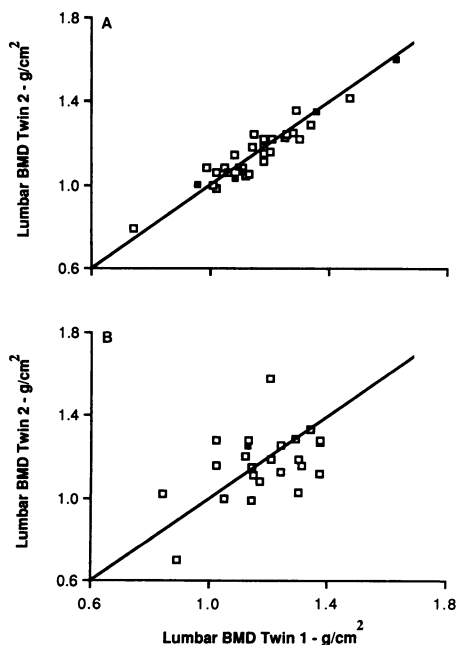 A
1.8
1.4
1.0
0.6
Lumbar BMD Twin 2 - g/cm²
B
1.8
1.4
1.0
0.6
Lumbar BMD Twin 2 - g/cm²
0.6 1.0 1.4 1.8
Lumbar BMD Twin 1 - g/cm²